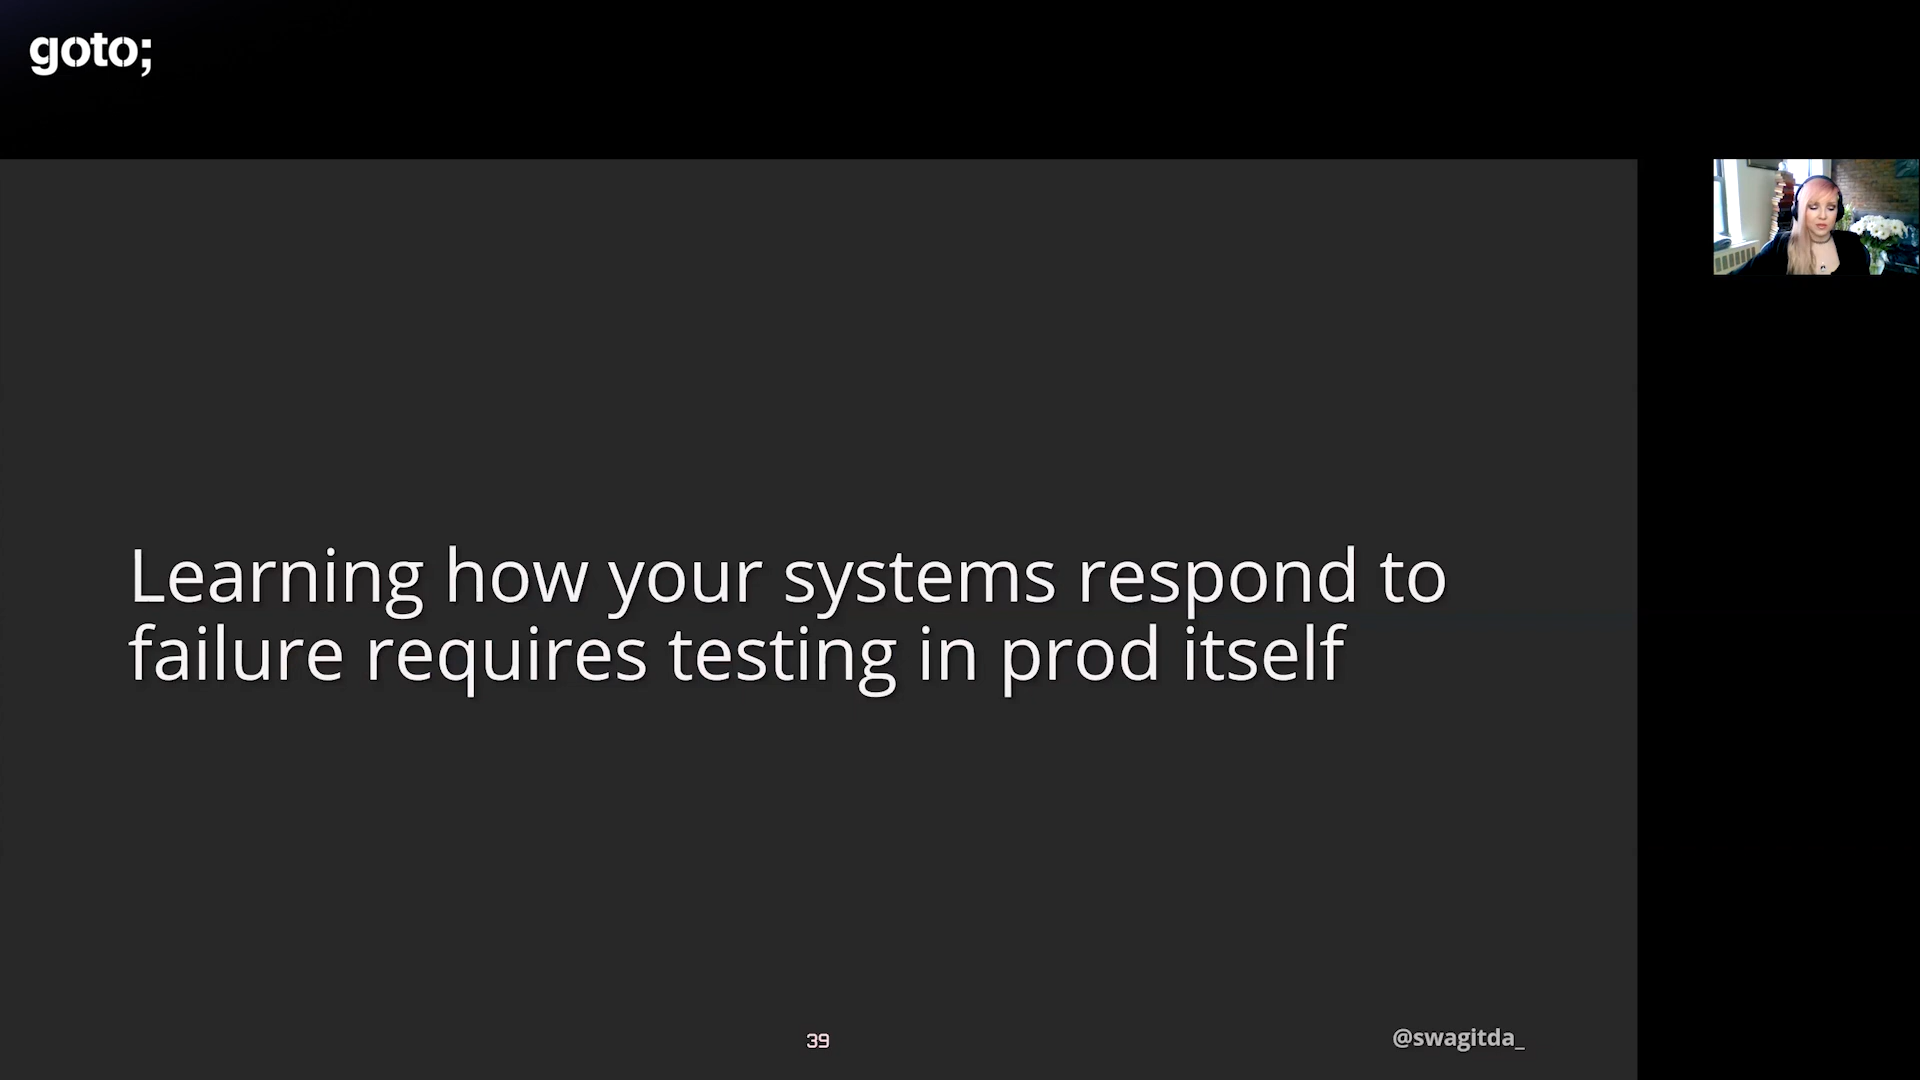 goto;
Learning how your systems respond to
failure requires testing in prod itself
39
@swagitda_